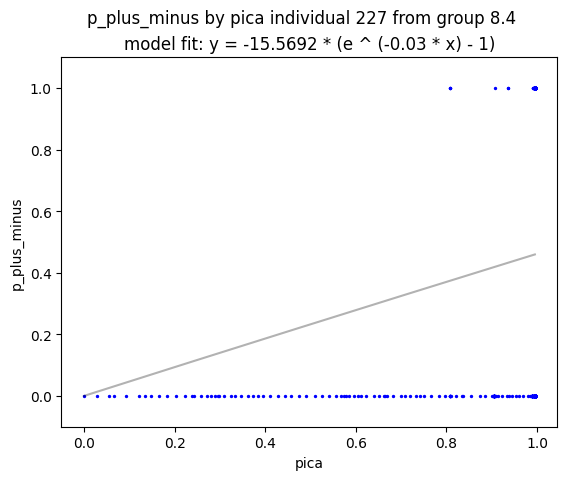 p_plus_minus by pica individual 227 from group 8.4
model fit: y = -15.5692 * (e ^ (-0.03 * x) - 1)
1.0
0.8
0.6
0.4
0.2
0.0
p_plus_minus
0.0 0.2 0.4 0.6 0.8 1.0
pica